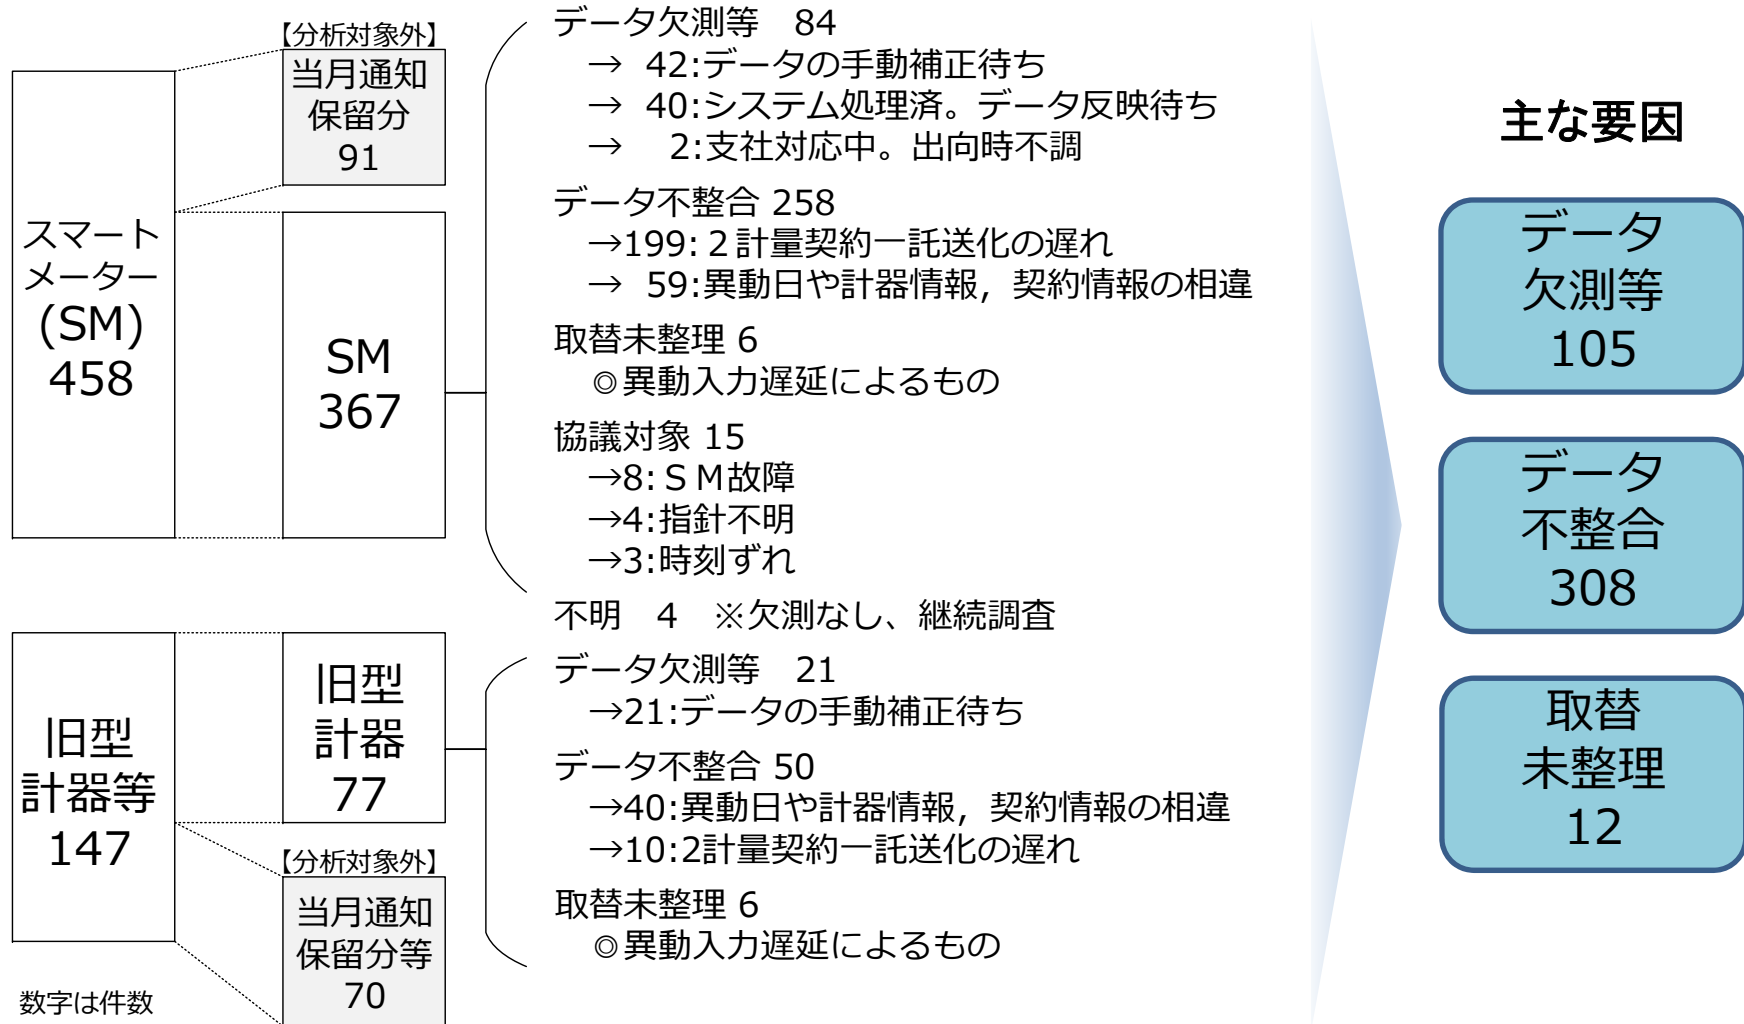 スマート
メーター
(SM)
458
【分析対象外】
当月通知
保留分
91
SM
367
データ欠測等　84
→ 42:データの手動補正待ち
→ 40:システム処理済。データ反映待ち
→ 2:支社対応中。出向時不調
データ不整合 258
→199:２計量契約一託送化の遅れ
→ 59:異動日や計器情報，契約情報の相違
取替未整理 6
◎異動入力遅延によるもの
協議対象 15
→8:ＳＭ故障
→4:指針不明
→3:時刻ずれ
不明　4　※欠測なし、継続調査
旧型
計器等
147
旧型
計器
77
【分析対象外】
当月通知
保留分等
70
データ欠測等　21
→21:データの手動補正待ち
データ不整合 50
→40:異動日や計器情報，契約情報の相違
→10:2計量契約一託送化の遅れ
取替未整理 6
◎異動入力遅延によるもの
数字は件数
主な要因
データ
欠測等
105
データ
不整合
308
取替
未整理
12